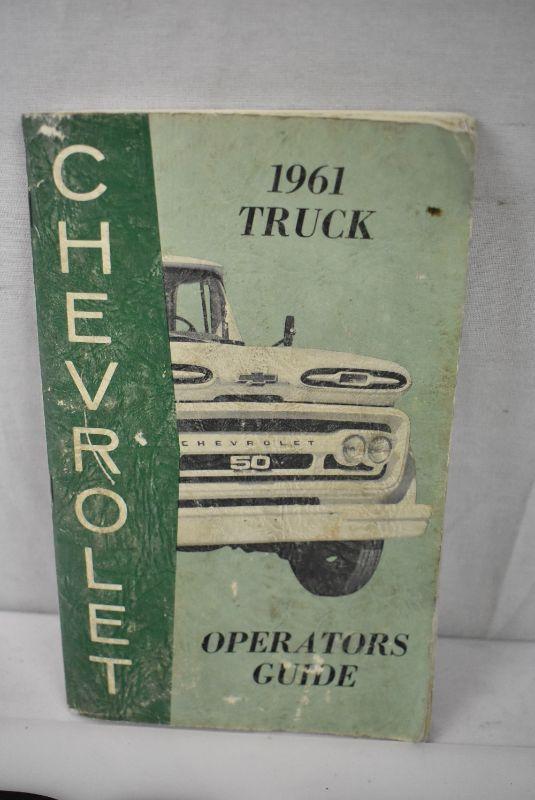 CHEVROLET
1961
TRUCK
CHEVROLET
50
OPERATORS
GUIDE